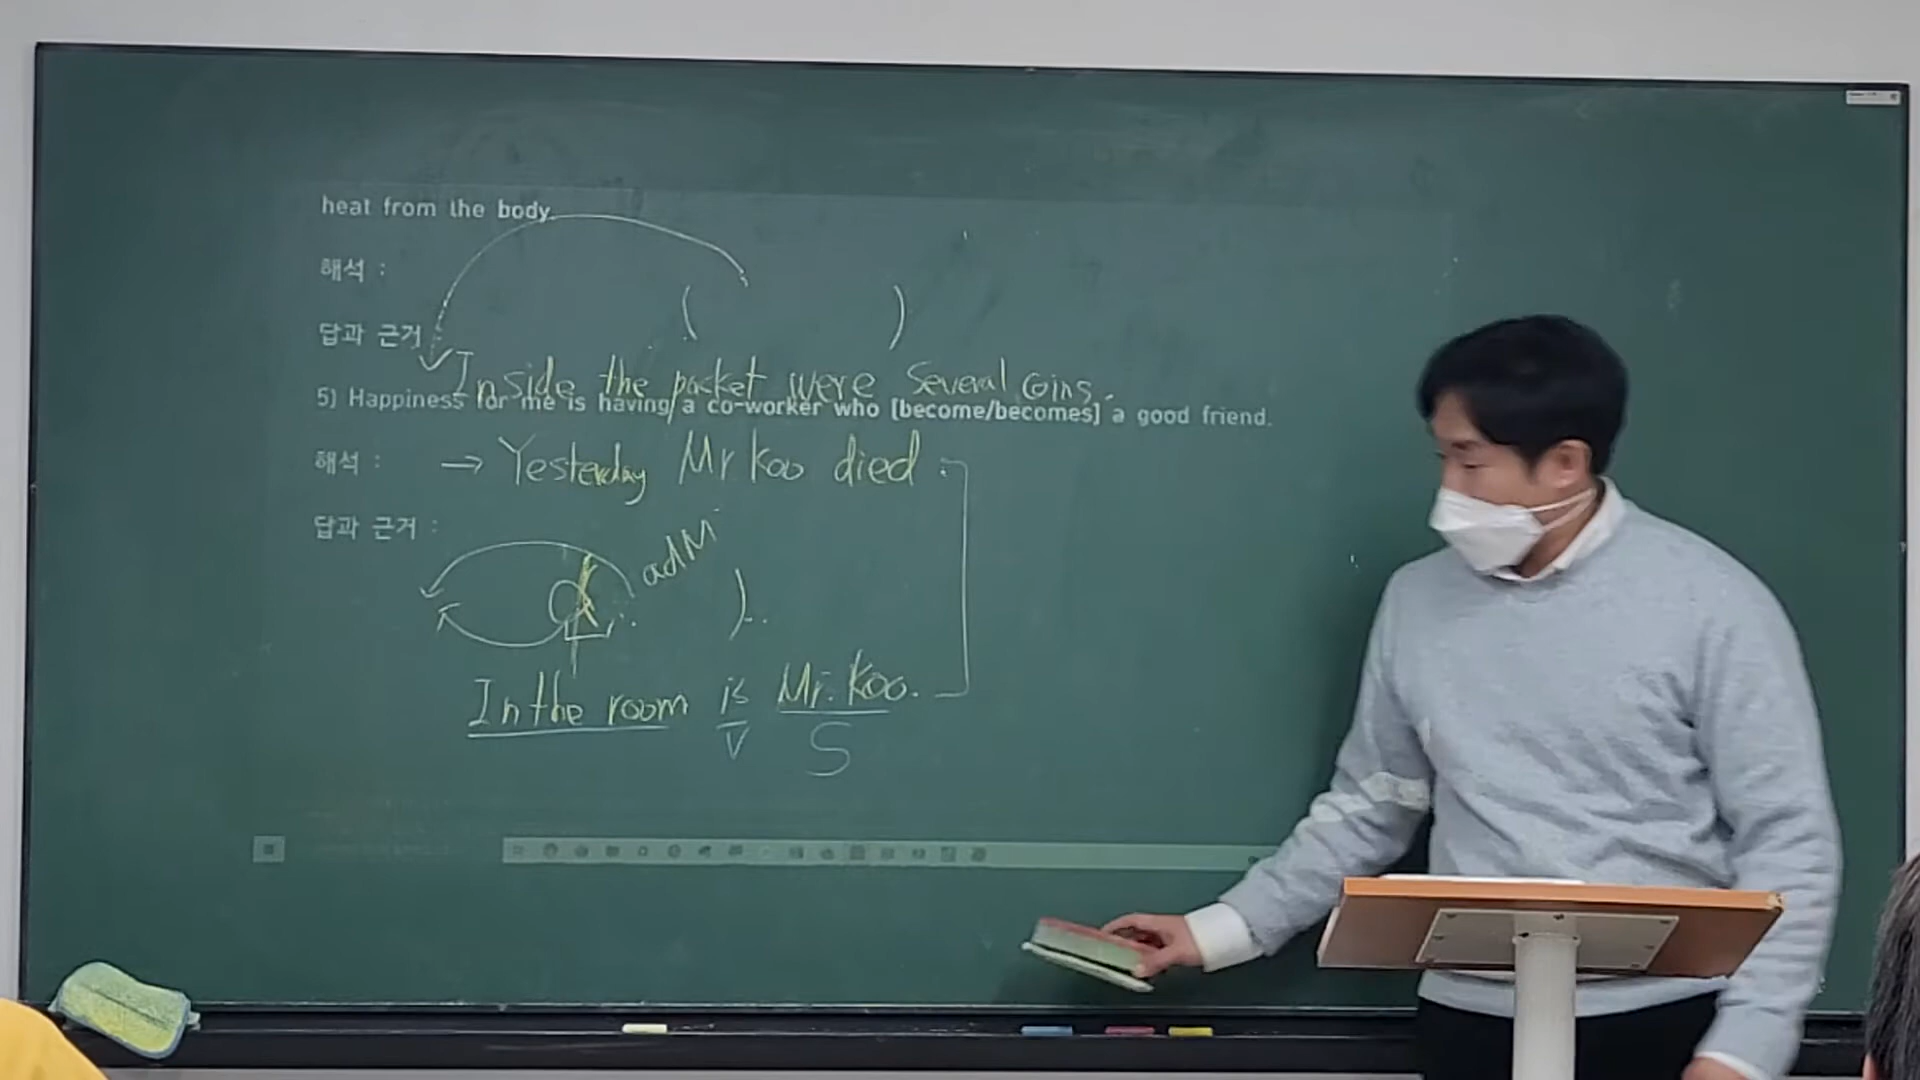 heat from the body.
해석 :
( )
답과 근거 :
Inside the pocket were several coins.
5) Happiness for me is having a co-worker who [become/becomes] a good friend.
해석 :
→ Yesterday Mr Koo died.
답과 근거 :
adM
).
In the room is Mr. Koo.
V S